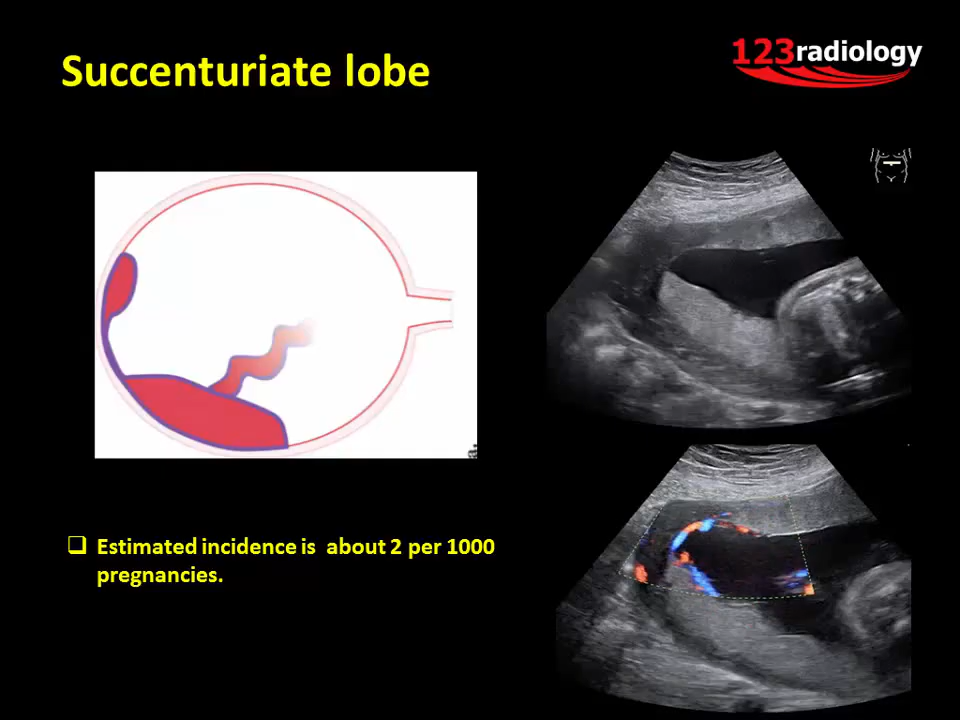 Succenturiate lobe
123radiology
Estimated incidence is about 2 per 1000
pregnancies.